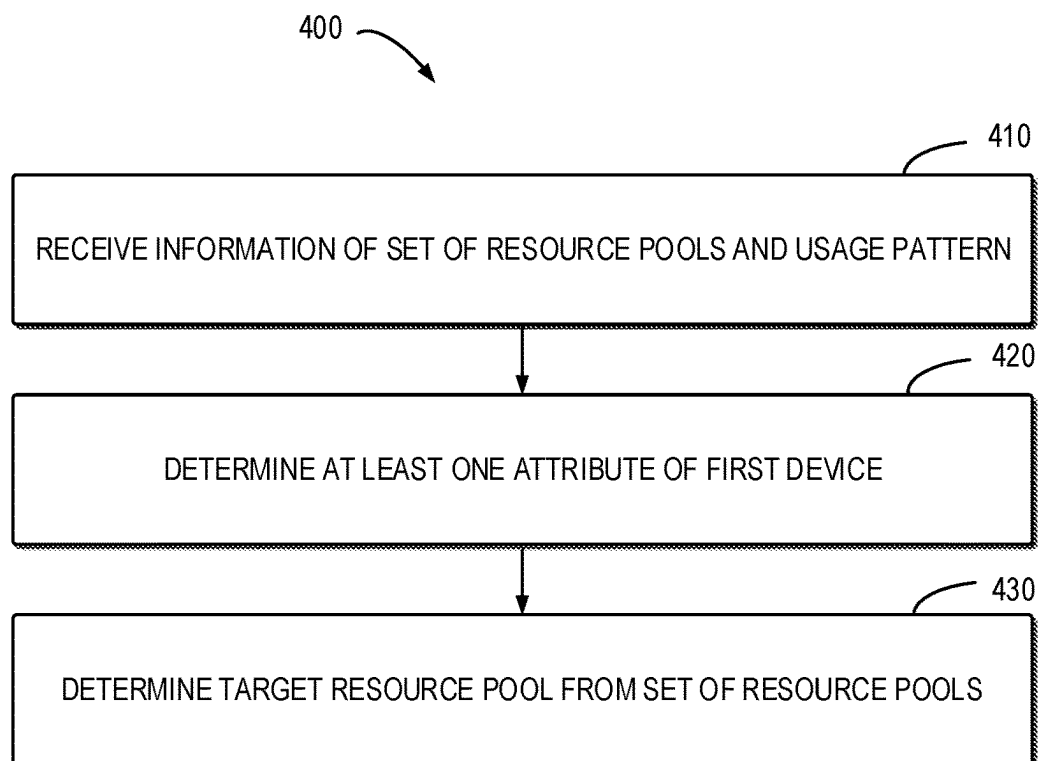 400
410
RECEIVE INFORMATION OF SET OF RESOURCE POOLS AND USAGE PATTERN
420
DETERMINE AT LEAST ONE ATTRIBUTE OF FIRST DEVICE
430
DETERMINE TARGET RESOURCE POOL FROM SET OF RESOURCE POOLS